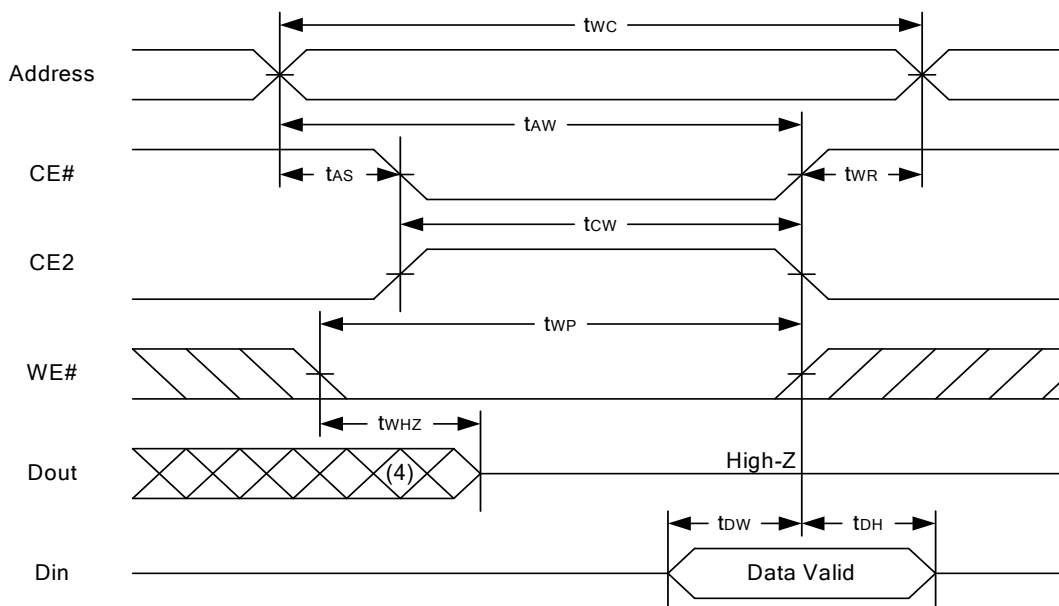 tWC
Address
tAW
CE#
tAS
tWR
tCW
CE2
tWP
WE#
tWHZ
Dout
(4)
High-Z
tDW
tDH
Din
Data Valid